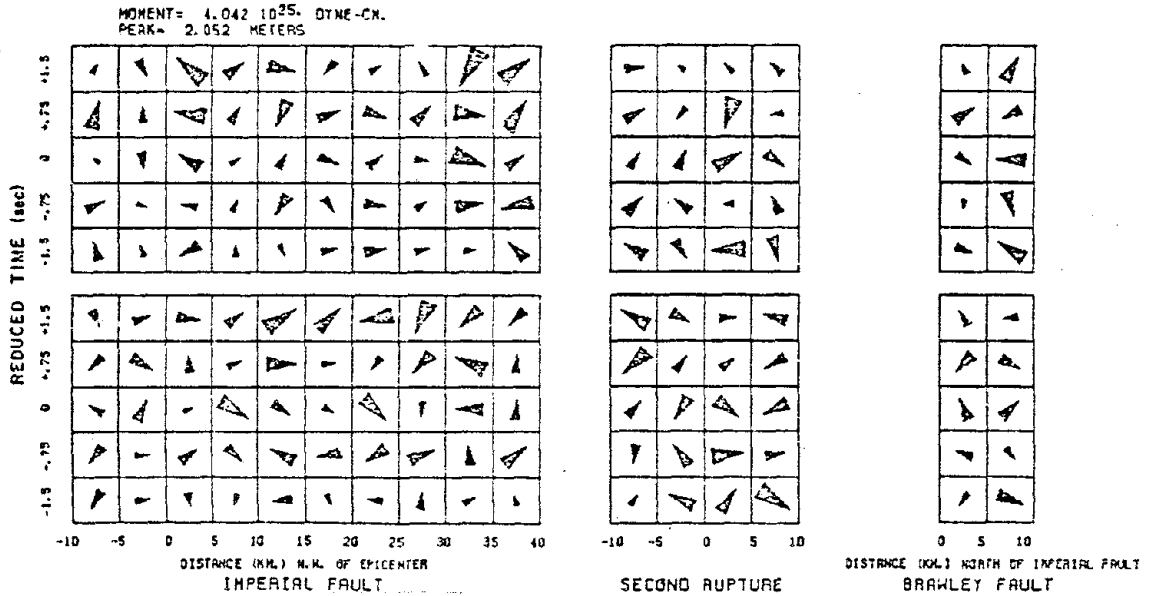 MOMENT= 4.042 10²⁵· DYNE-CM.
PEAK= 2.052 METERS
REDUCED TIME (sec)
+1.5
+.75
0
-.75
-1.5
+1.5
+.75
0
-.75
-1.5
-10 -5 0 5 10 15 20 25 30 35 40
-10 -5 0 5 10
0 5 10
DISTANCE (KM.) N.W. OF EPICENTER
DISTANCE (KM.) NORTH OF IMPERIAL FAULT
IMPERIAL FAULT
SECOND RUPTURE
BRAWLEY FAULT